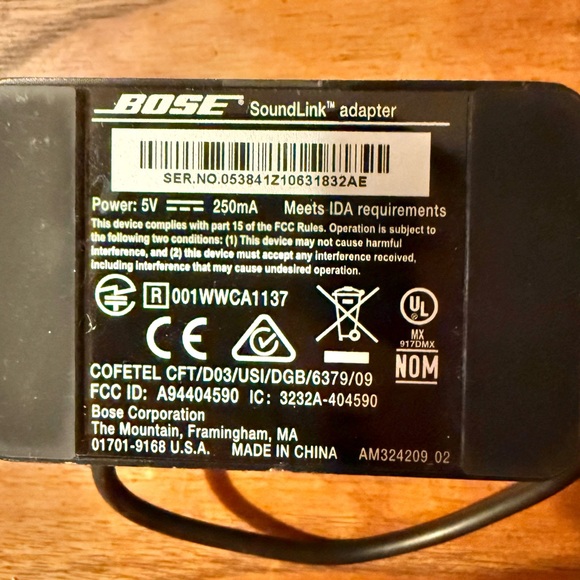 BOSE® SoundLink™ adapter
SER.NO.053841Z10631832AE
Power: 5V ⎓ 250mA Meets IDA requirements
This device complies with part 15 of the FCC Rules. Operation is subject to
the following two conditions: (1) This device may not cause harmful
interference, and (2) this device must accept any interference received,
including interference that may cause undesired operation.
R 001WWCA1137
CE
UL
MX
917DMX
NOM
COFETEL CFT/D03/USI/DGB/6379/09
FCC ID: A94404590 IC: 3232A-404590
Bose Corporation
The Mountain, Framingham, MA
01701-9168 U.S.A. MADE IN CHINA AM324209 02